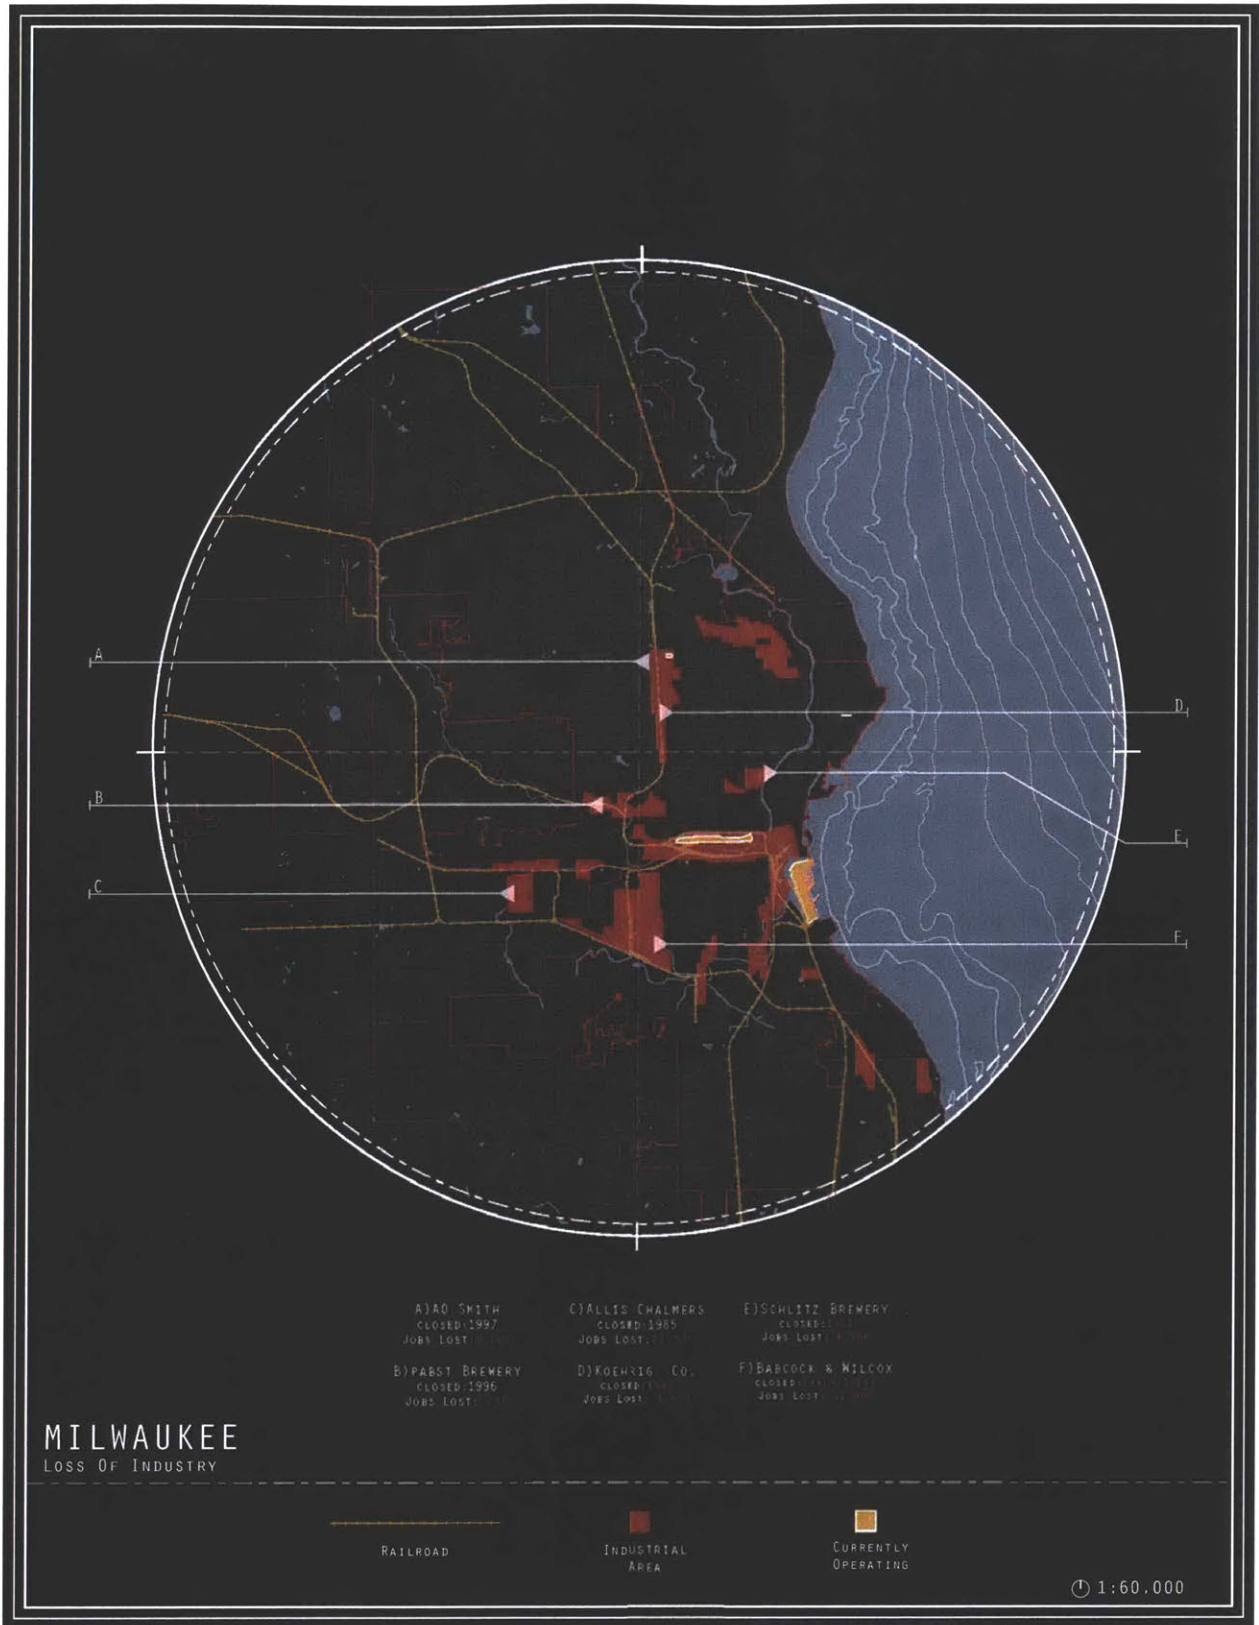 A
D
B
E
C
F
A)AO SMITH
CLOSED:1997
JOBS LOST:
C)ALLIS CHALMERS
CLOSED:1985
JOBS LOST:
E)SCHLITZ BREWERY
CLOSED:
JOBS LOST:
B)PABST BREWERY
CLOSED:1996
JOBS LOST:
D)KOEHRIG CO.
CLOSED:
JOBS LOST:
F)BABCOCK & WILCOX
CLOSED:
JOBS LOST:
MILWAUKEE
LOSS OF INDUSTRY
RAILROAD
INDUSTRIAL
AREA
CURRENTLY
OPERATING
1:60,000